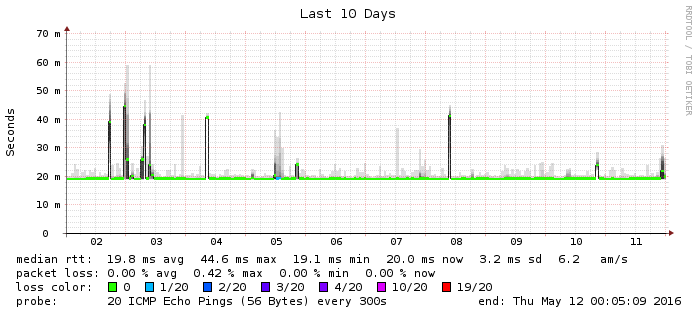 Last 10 Days
RRDTOOL / TOBI OETIKER
Seconds
70 m
60 m
50 m
40 m
30 m
20 m
10 m
0
02 03 04 05 06 07 08 09 10 11
median rtt: 19.8 ms avg 44.6 ms max 19.1 ms min 20.0 ms now 3.2 ms sd 6.2 am/s
packet loss: 0.00 % avg 0.42 % max 0.00 % min 0.00 % now
loss color: 0 1/20 2/20 3/20 4/20 10/20 19/20
probe: 20 ICMP Echo Pings (56 Bytes) every 300s end: Thu May 12 00:05:09 2016